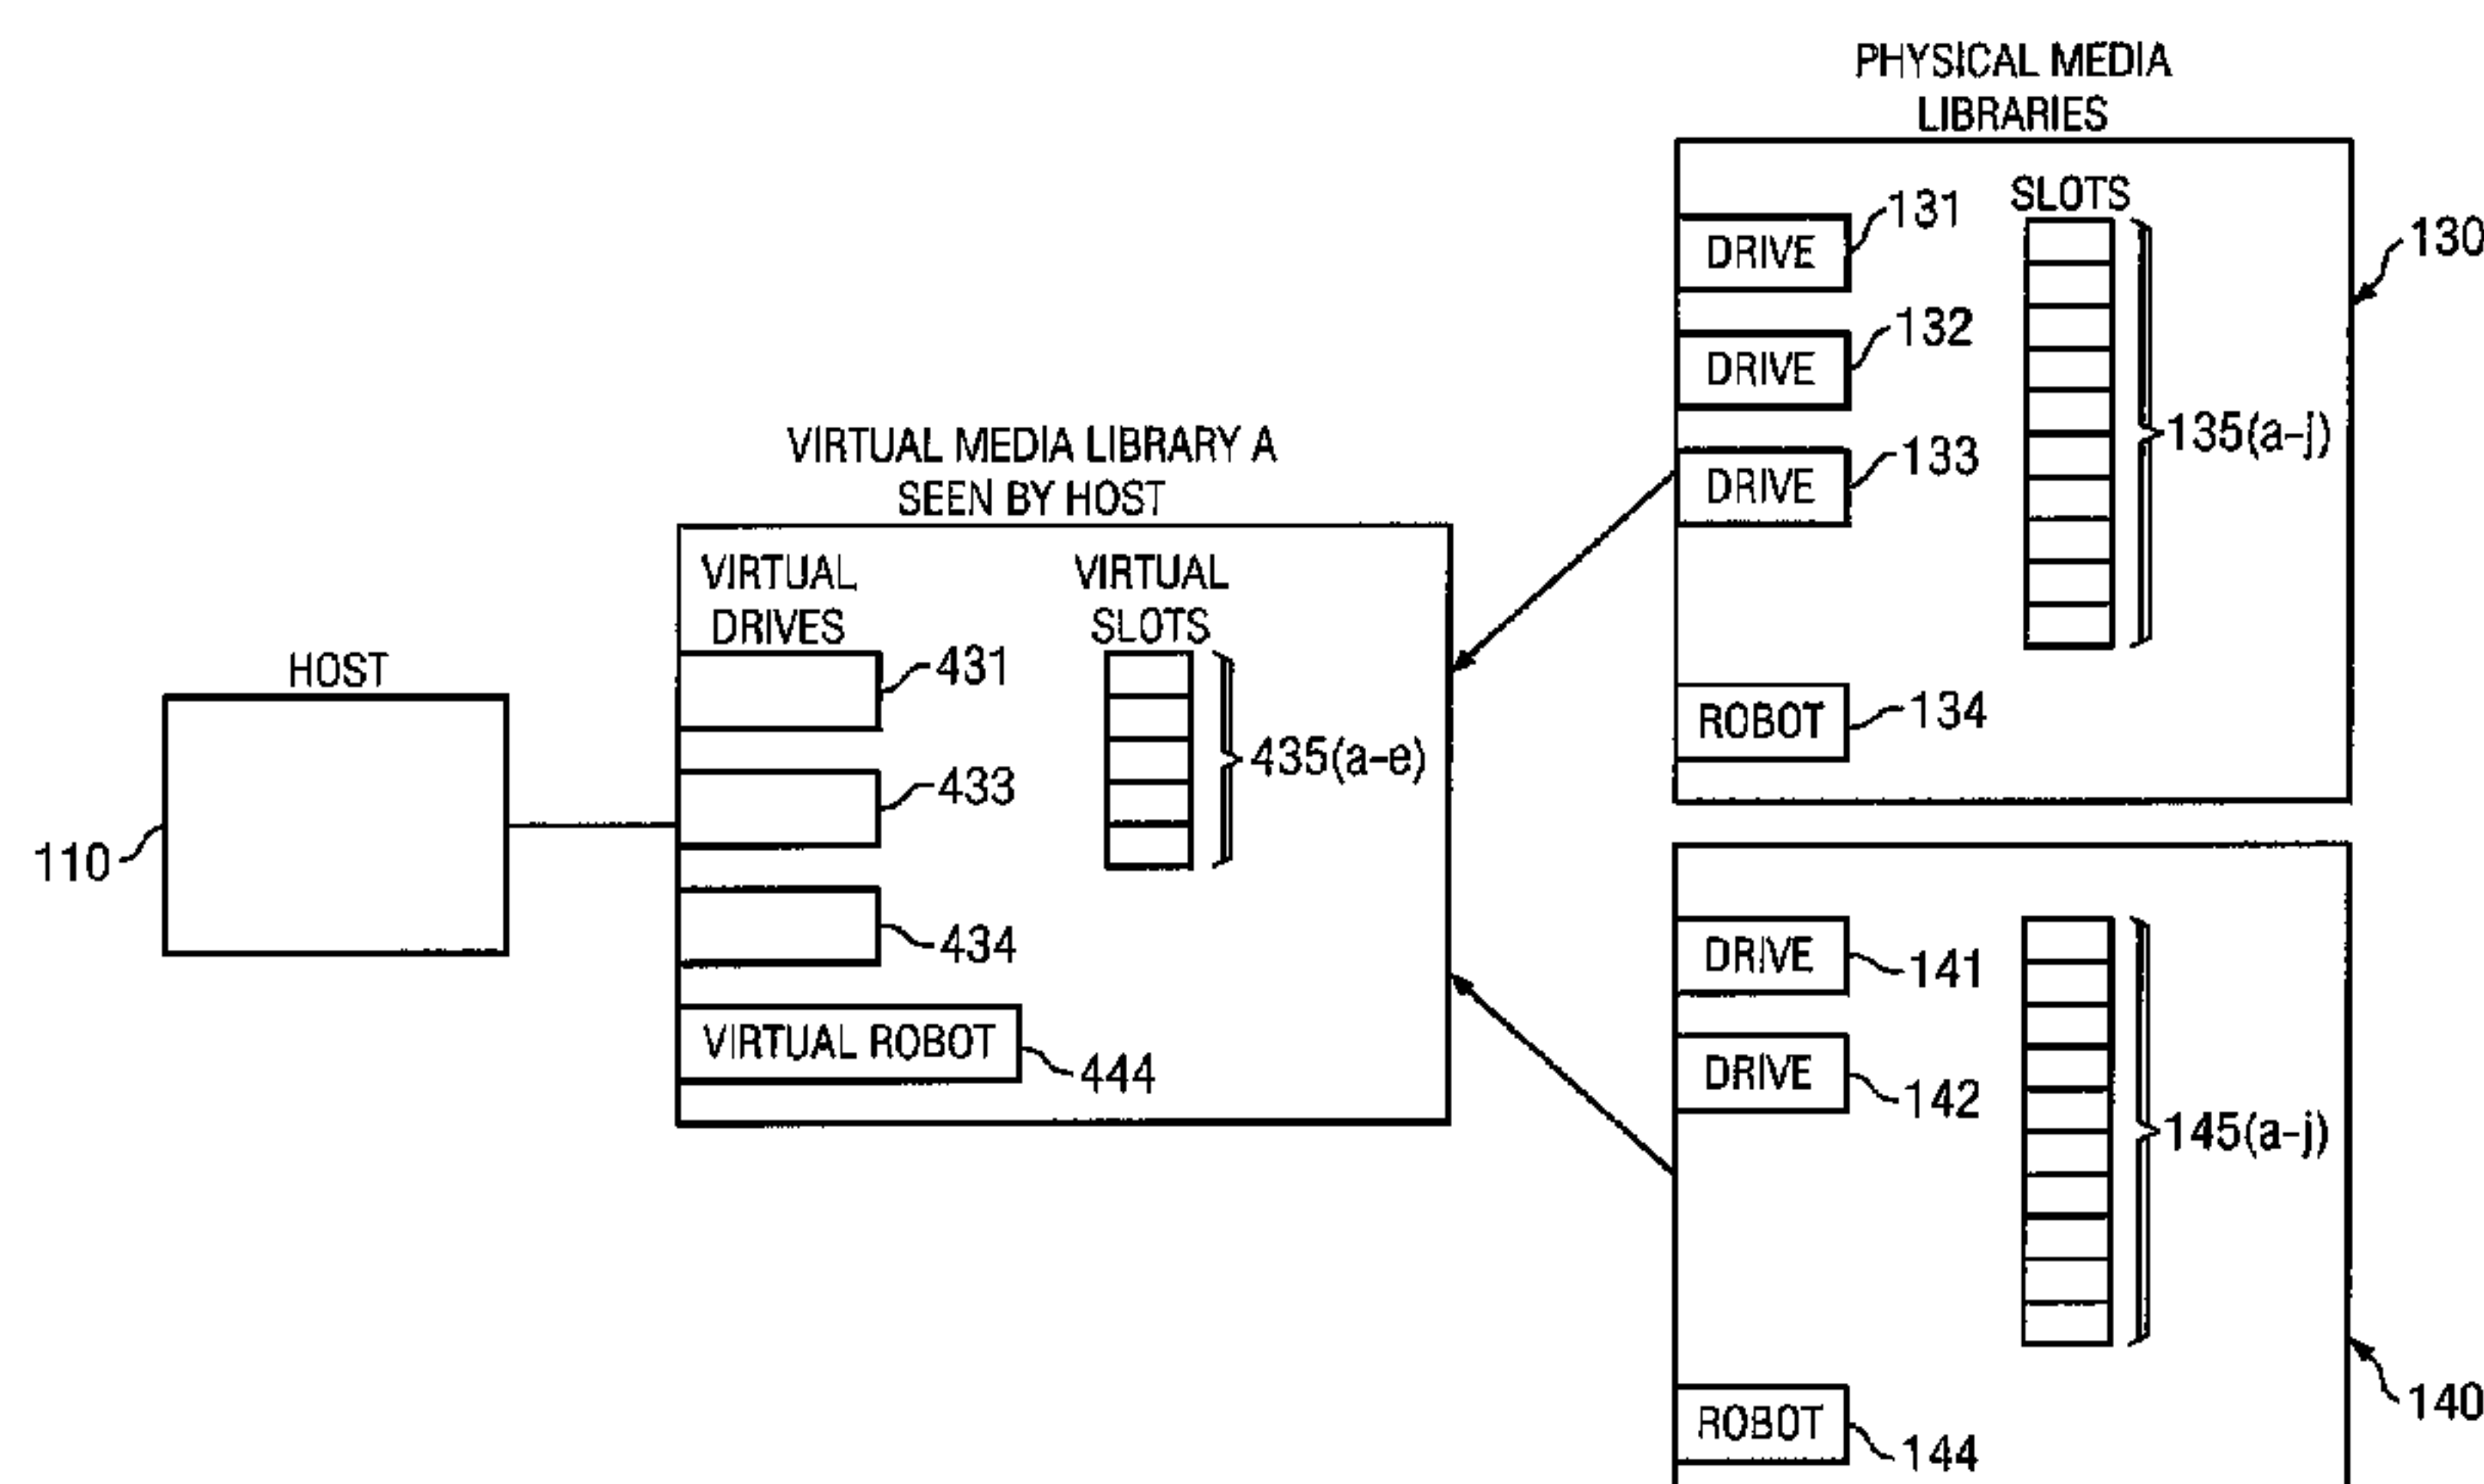 PHYSICAL MEDIA
LIBRARIES
SLOTS
DRIVE
131
DRIVE
132
DRIVE
133
135(a-j)
130
ROBOT
134
VIRTUAL MEDIA LIBRARY A
SEEN BY HOST
VIRTUAL
DRIVES
VIRTUAL
SLOTS
431
433
434
435(a-e)
VIRTUAL ROBOT
444
HOST
110
DRIVE
141
DRIVE
142
145(a-j)
ROBOT
144
140